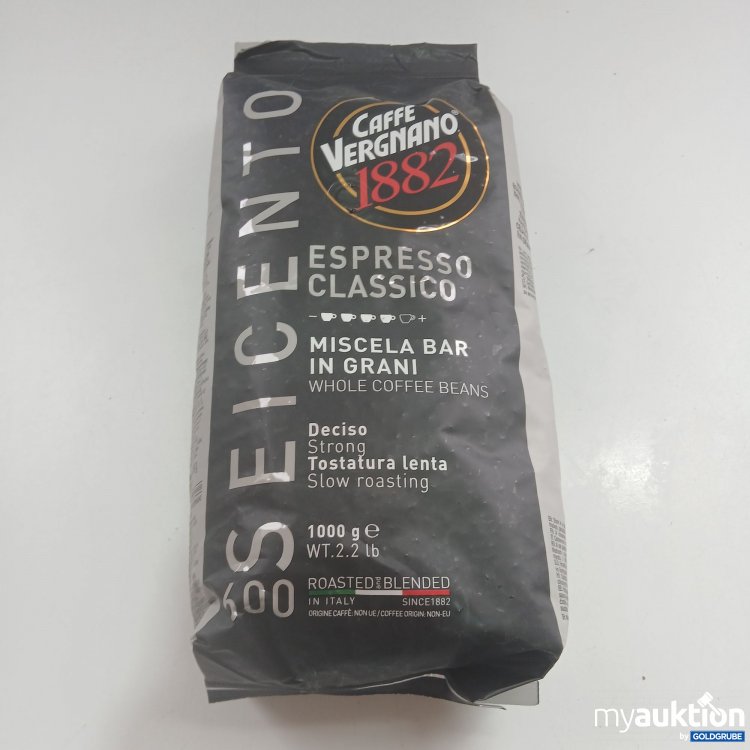 CAFFÈ
VERGNANO®
1882
ESPRESSO
CLASSICO
- +
MISCELA BAR
IN GRANI
WHOLE COFFEE BEANS
Deciso
Strong
Tostatura lenta
Slow roasting
1000 g ℮
WT.2.2 lb
ROASTED AND BLENDED
IN ITALY SINCE1882
ORIGINE CAFFÈ: NON UE / COFFEE ORIGIN: NON-EU
600 SEICENTO
myauktion
by GOLDGRUBE